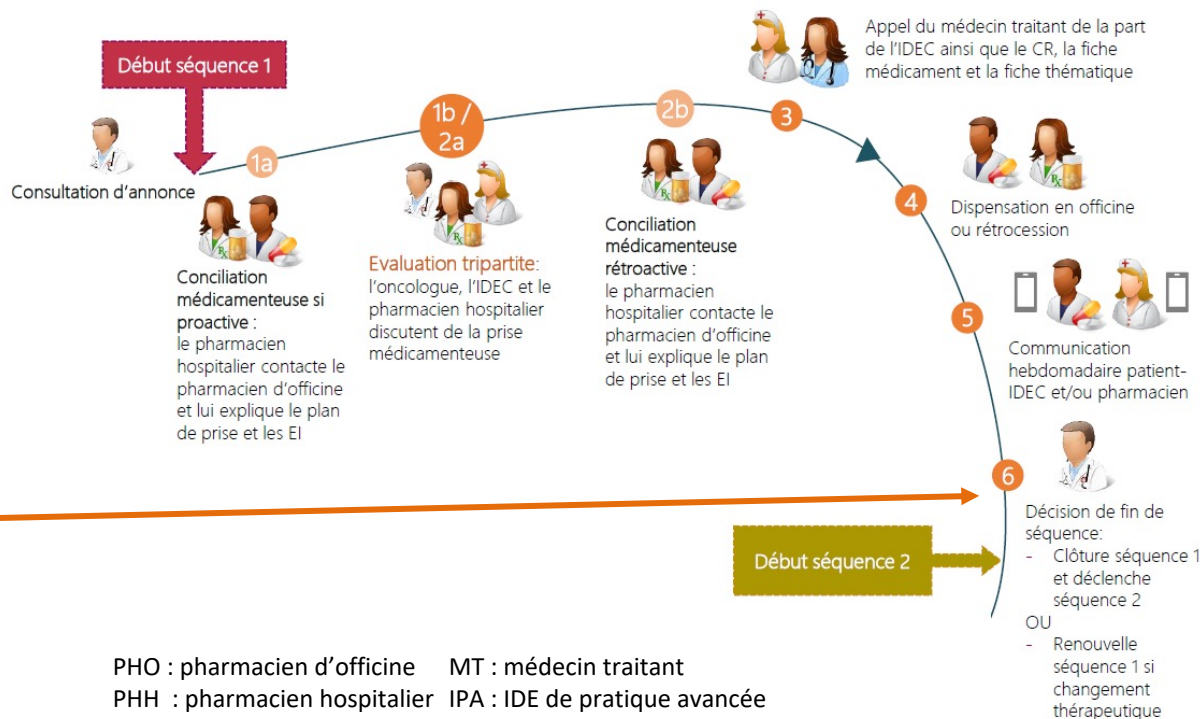 Début séquence 1
Consultation d'annonce
1a
Conciliation
médicamenteuse si
proactive :
le pharmacien
hospitalier contacte le
pharmacien d'officine
et lui explique le plan
de prise et les EI
1b /
2a
Evaluation tripartite:
l'oncologue, l'IDEC et le
pharmacien hospitalier
discutent de la prise
médicamenteuse
2b
Conciliation
médicamenteuse
rétroactive :
le pharmacien
hospitalier contacte le
pharmacien d'officine
et lui explique le plan
de prise et les EI
3
Appel du médecin traitant de la part
de l'IDEC ainsi que le CR, la fiche
médicament et la fiche thématique
4
Dispensation en officine
ou rétrocession
5
Communication
hebdomadaire patient-
IDEC et/ou pharmacien
6
Décision de fin de
séquence:
- Clôture séquence 1
et déclenche
séquence 2
OU
- Renouvelle
séquence 1 si
changement
thérapeutique
Début séquence 2
PHO : pharmacien d'officine MT : médecin traitant
PHH : pharmacien hospitalier IPA : IDE de pratique avancée